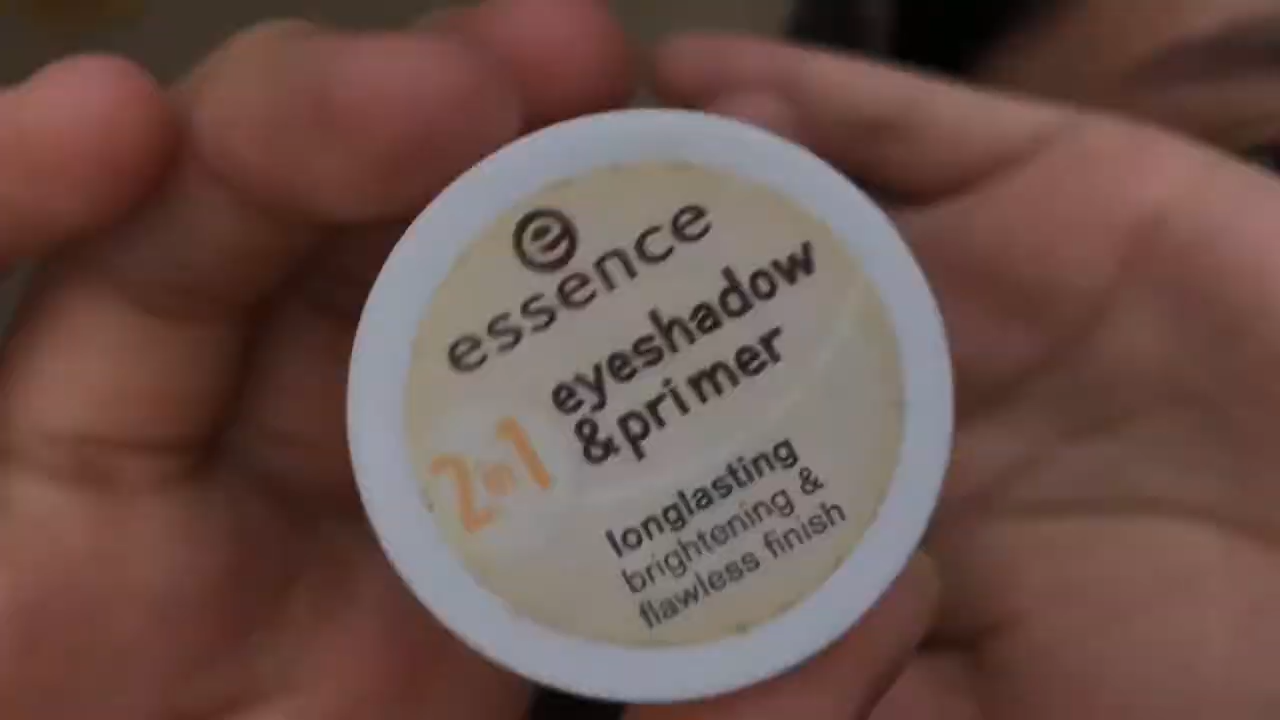 e
essence
2in1
eyeshadow
&primer
longlasting
brightening &
flawless finish